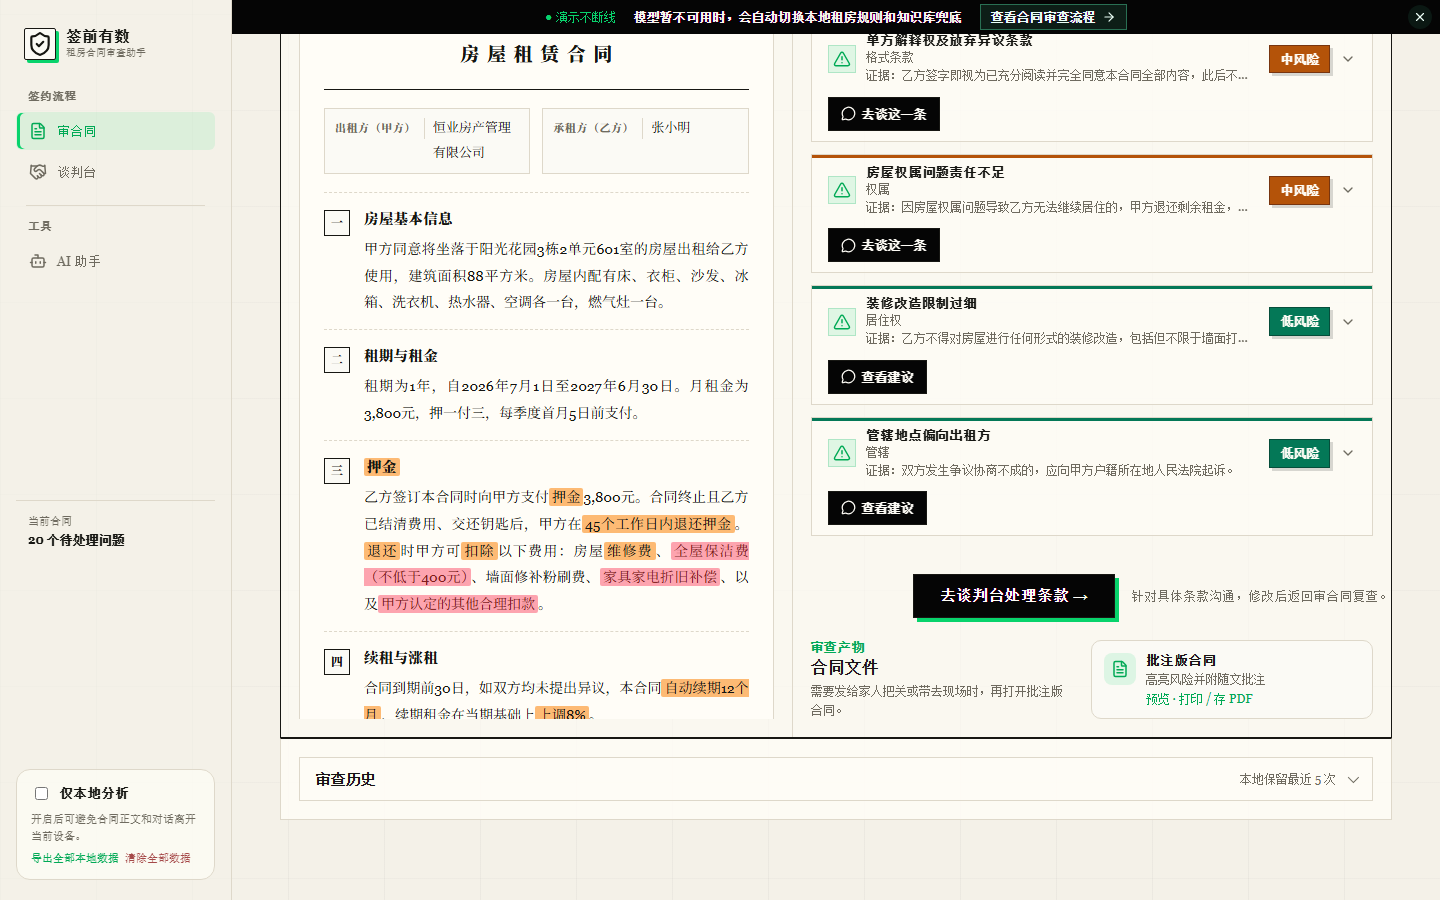 签前有数
租房合同审签助手
签约流程
审合同
谈判台
工具
AI 助手
当前合同
20 个待处理问题
仅本地分析
开启后可避免合同正文和对话离开
当前设备。
导出全部本地数据 清除全部数据
演示不断线 模型暂不可用时，会自动切换本地租房规则和知识库兜底 查看合同审查流程 →
房屋租赁合同
出租方（甲方） 恒业房产管理
有限公司
承租方（乙方） 张小明
一 房屋基本信息
甲方同意将坐落于阳光花园3栋2单元601室的房屋出租给乙方
使用，建筑面积88平方米。房屋内配有床、衣柜、沙发、冰
箱、洗衣机、热水器、空调各一台，燃气灶一台。
二 租期与租金
租期为1年，自2026年7月1日至2027年6月30日。月租金为
3,800元，押一付三，每季度首月5日前支付。
三 押金
乙方签订本合同时向甲方支付押金3,800元。合同终止且乙方
已结清费用、交还钥匙后，甲方在45个工作日内退还押金。
退还时甲方可扣除以下费用：房屋维修费、全屋保洁费
（不低于400元）、墙面修补粉刷费、家具家电折旧补偿、以
及甲方认定的其他合理扣款。
四 续租与涨租
合同到期前30日，如双方均未提出异议，本合同自动续期12个
月，续期租金在当期基础上上调8%。
单方解释权及放弃异议条款
格式条款
证据：乙方签字即视为已充分阅读并完全同意本合同全部内容，此后不...
中风险
去谈这一条
房屋权属问题责任不足
权属
证据：因房屋权属问题导致乙方无法继续居住的，甲方退还剩余租金，...
中风险
去谈这一条
装修改造限制过细
居住权
证据：乙方不得对房屋进行任何形式的装修改造，包括但不限于墙面打...
低风险
查看建议
管辖地点偏向出租方
管辖
证据：双方发生争议协商不成的，应向甲方户籍所在地人民法院起诉。
低风险
查看建议
去谈判台处理条款 → 针对具体条款沟通，修改后返回审合同复查。
审查产物
合同文件
需要发给家人把关或带去现场时，再打开批注版
合同。
批注版合同
高亮风险并附随文批注
预览 · 打印 / 存 PDF
审查历史 本地保留最近 5 次